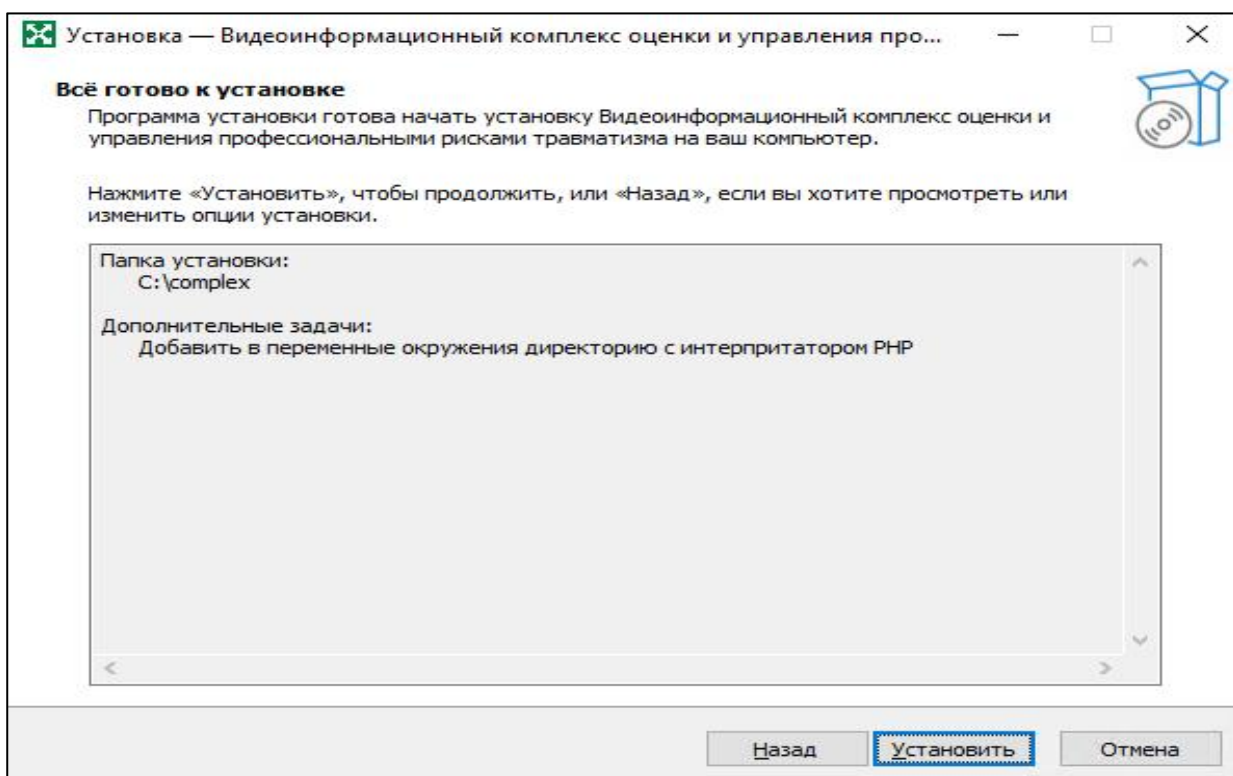 Установка — Видеоинформационный комплекс оценки и управления про...
Всё готово к установке
Программа установки готова начать установку Видеоинформационный комплекс оценки и
управления профессиональными рисками травматизма на ваш компьютер.
Нажмите «Установить», чтобы продолжить, или «Назад», если вы хотите просмотреть или
изменить опции установки.
Папка установки:
C:\complex
Дополнительные задачи:
Добавить в переменные окружения директорию с интерпритатором PHP
Назад Установить Отмена